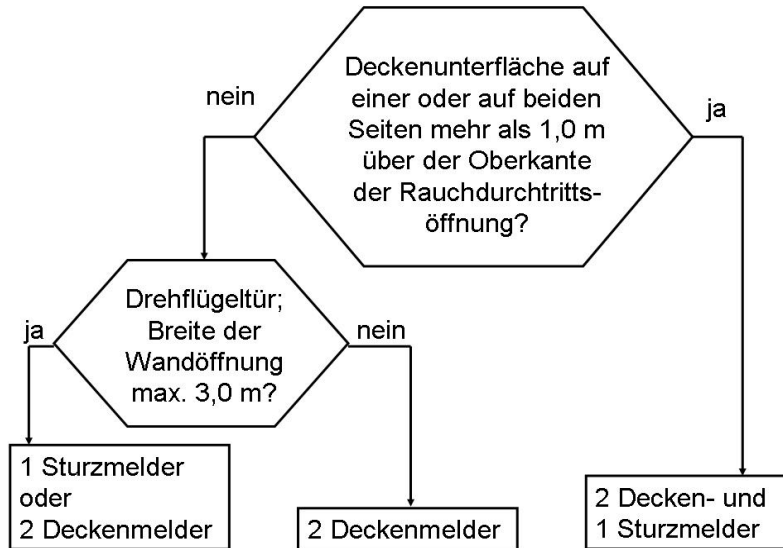 Deckenunterfläche auf
einer oder auf beiden
Seiten mehr als 1,0 m
über der Oberkante
der Rauchdurchtritts-
öffnung?
nein
ja
Drehflügeltür;
Breite der
Wandöffnung
max. 3,0 m?
ja
nein
1 Sturzmelder
oder
2 Deckenmelder
2 Deckenmelder
2 Decken- und
1 Sturzmelder